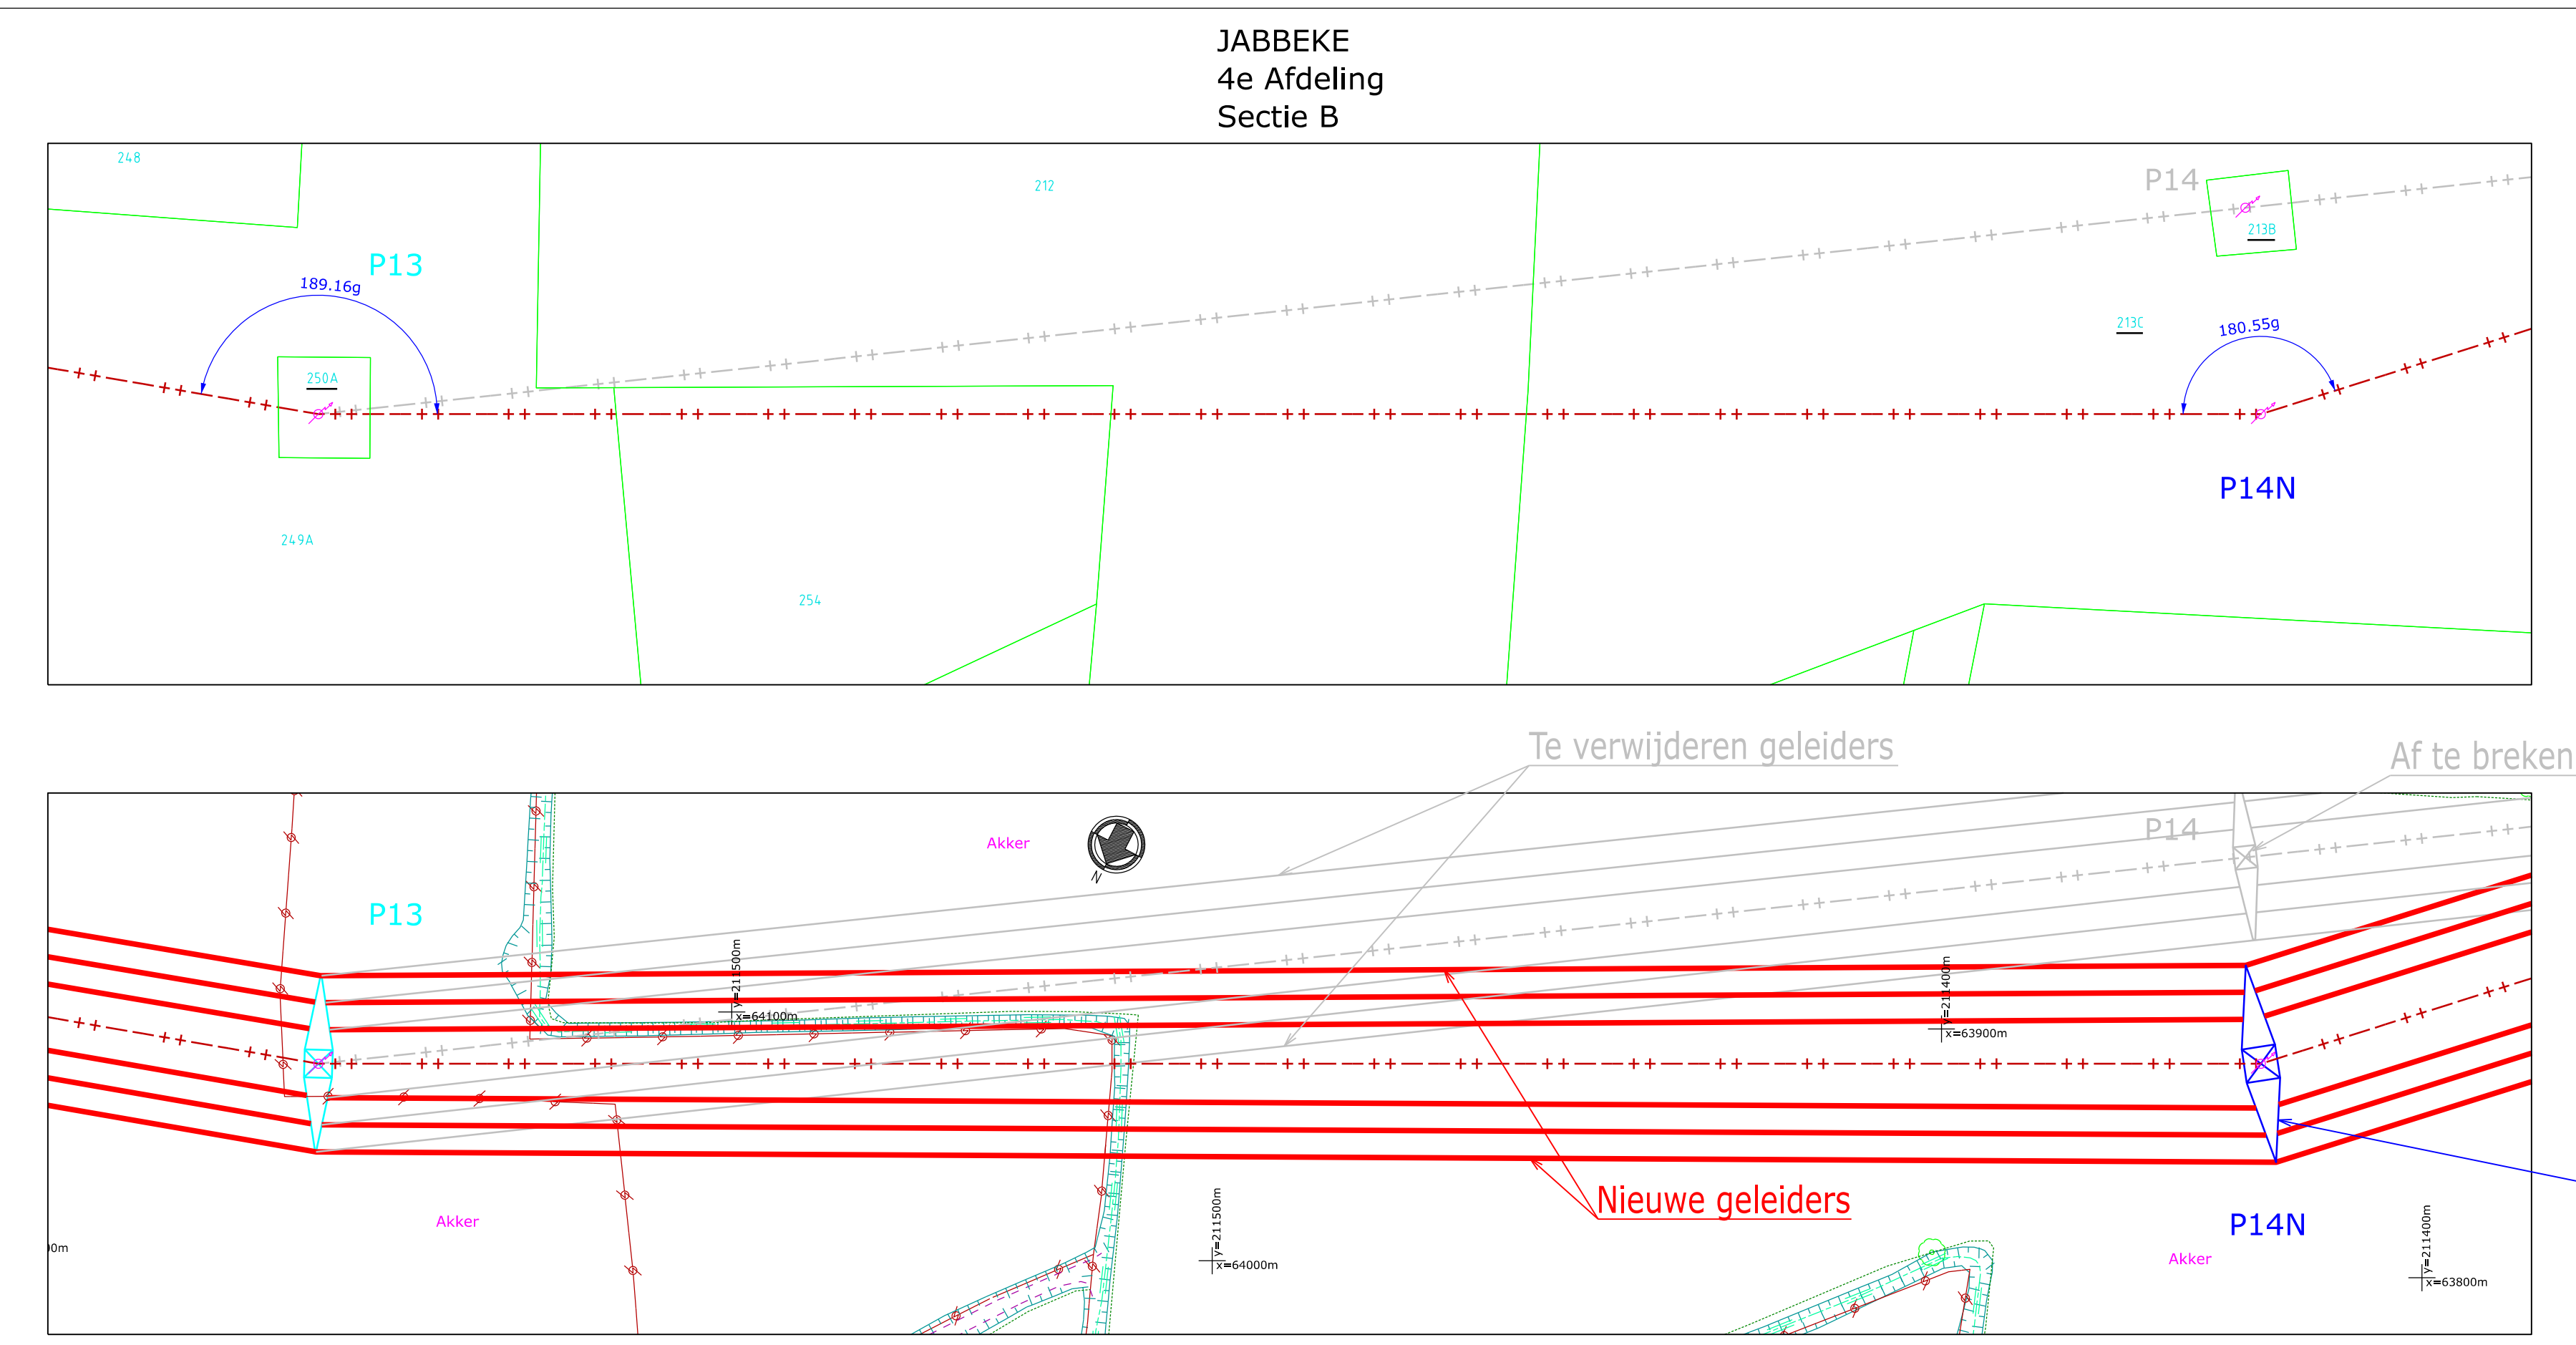 JABBEKE
4e Afdeling
Sectie B
248
212
P14
213B
P13
189.16g
213C
180.55g
250A
P14N
249A
254
Te verwijderen geleiders
Af te breken
P14
Akker
N
P13
y=211500m
x=64100m
y=211400m
x=63900m
Nieuwe geleiders
Akker
P14N
y=211500m
x=64000m
Akker
y=211400m
x=63800m
00m